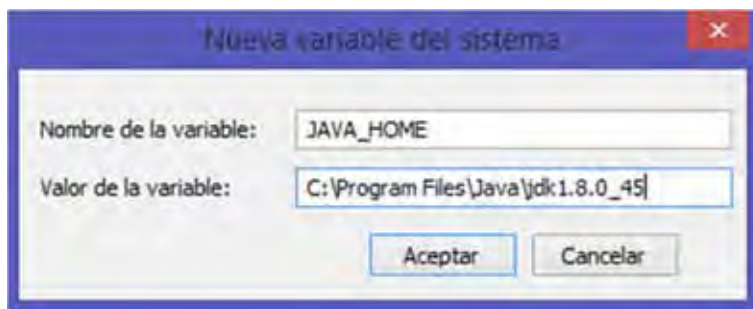 Nueva variable del sistema
Nombre de la variable: JAVA_HOME
Valor de la variable: C:\Program Files\Java\jdk1.8.0_45
Aceptar Cancelar